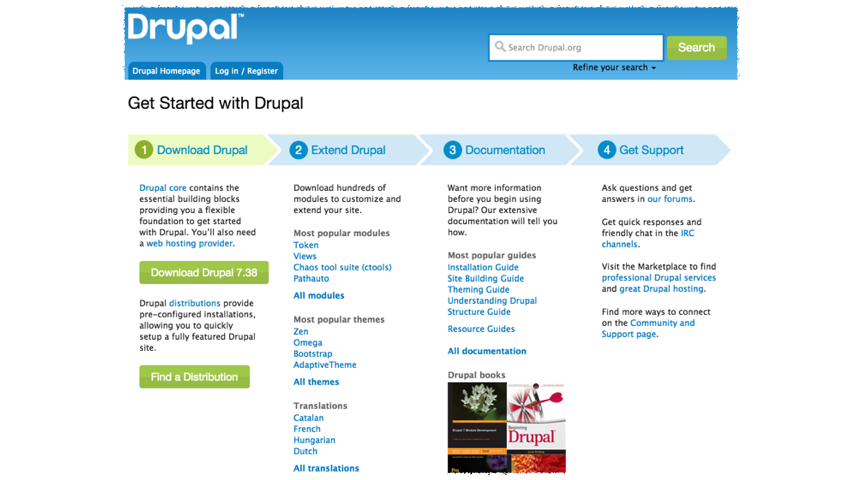 Drupal™
Search Drupal.org
Search
Refine your search
Drupal Homepage
Log in / Register
Get Started with Drupal
1 Download Drupal
2 Extend Drupal
3 Documentation
4 Get Support
Drupal core contains the
essential building blocks
providing you a flexible
foundation to get started
with Drupal. You'll also need
a web hosting provider.
Download Drupal 7.38
Drupal distributions provide
pre-configured installations,
allowing you to quickly
setup a fully featured Drupal
site.
Find a Distribution
Download hundreds of
modules to customize and
extend your site.
Most popular modules
Token
Views
Chaos tool suite (ctools)
Pathauto
All modules
Most popular themes
Zen
Omega
Bootstrap
AdaptiveTheme
All themes
Translations
Catalan
French
Hungarian
Dutch
All translations
Want more information
before you begin using
Drupal? Our extensive
documentation will tell you
how.
Most popular guides
Installation Guide
Site Building Guide
Theming Guide
Understanding Drupal
Structure Guide
Resource Guides
All documentation
Drupal books
Drupal 7 Module Development
Beginning
Drupal
Pro
Ask questions and get
answers in our forums.
Get quick responses and
friendly chat in the IRC
channels.
Visit the Marketplace to find
professional Drupal services
and great Drupal hosting.
Find more ways to connect
on the Community and
Support page.